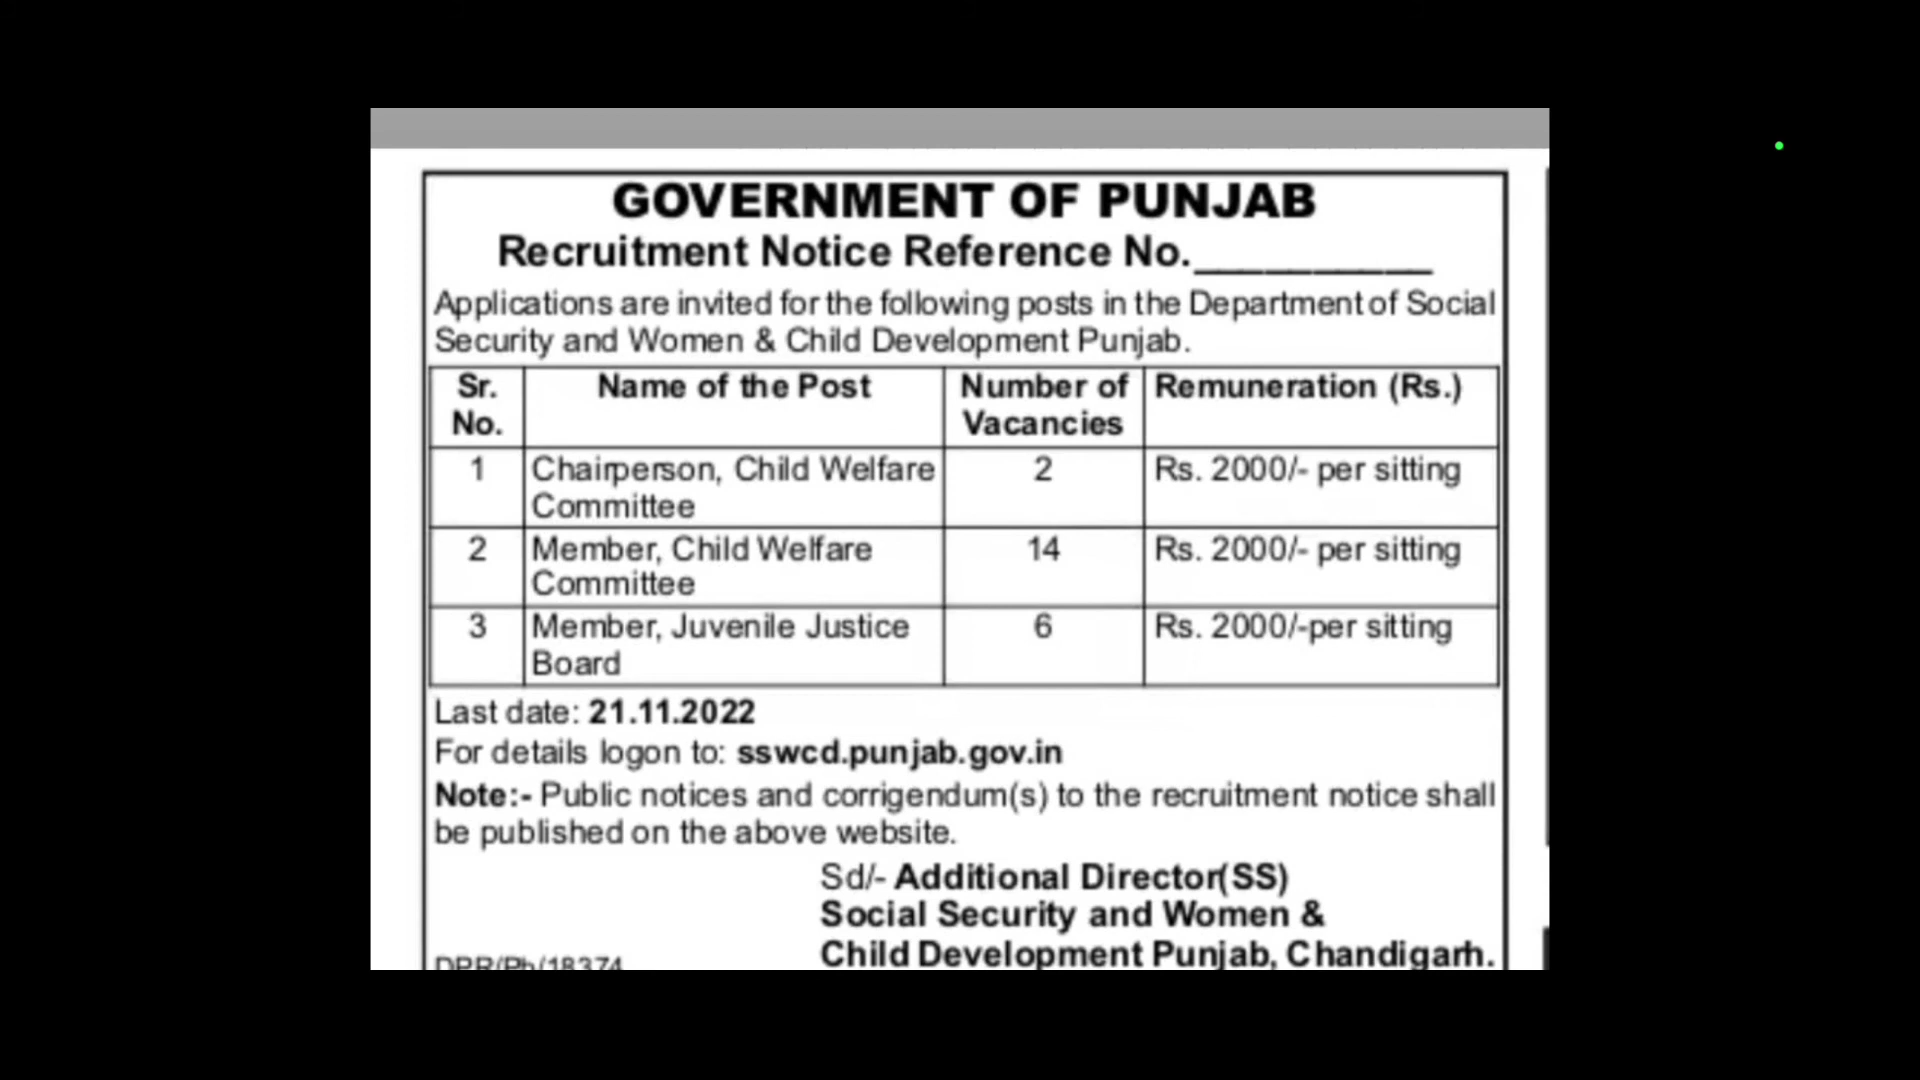 GOVERNMENT OF PUNJAB
Recruitment Notice Reference No.__________
Applications are invited for the following posts in the Department of Social
Security and Women & Child Development Punjab.
Sr. No. Name of the Post Number of Vacancies Remuneration (Rs.)
1 Chairperson, Child Welfare Committee 2 Rs. 2000/- per sitting
2 Member, Child Welfare Committee 14 Rs. 2000/- per sitting
3 Member, Juvenile Justice Board 6 Rs. 2000/-per sitting
Last date: 21.11.2022
For details logon to: sswcd.punjab.gov.in
Note:- Public notices and corrigendum(s) to the recruitment notice shall
be published on the above website.
Sd/- Additional Director(SS)
Social Security and Women &
Child Development Punjab, Chandigarh.
DPR/Pb/18374